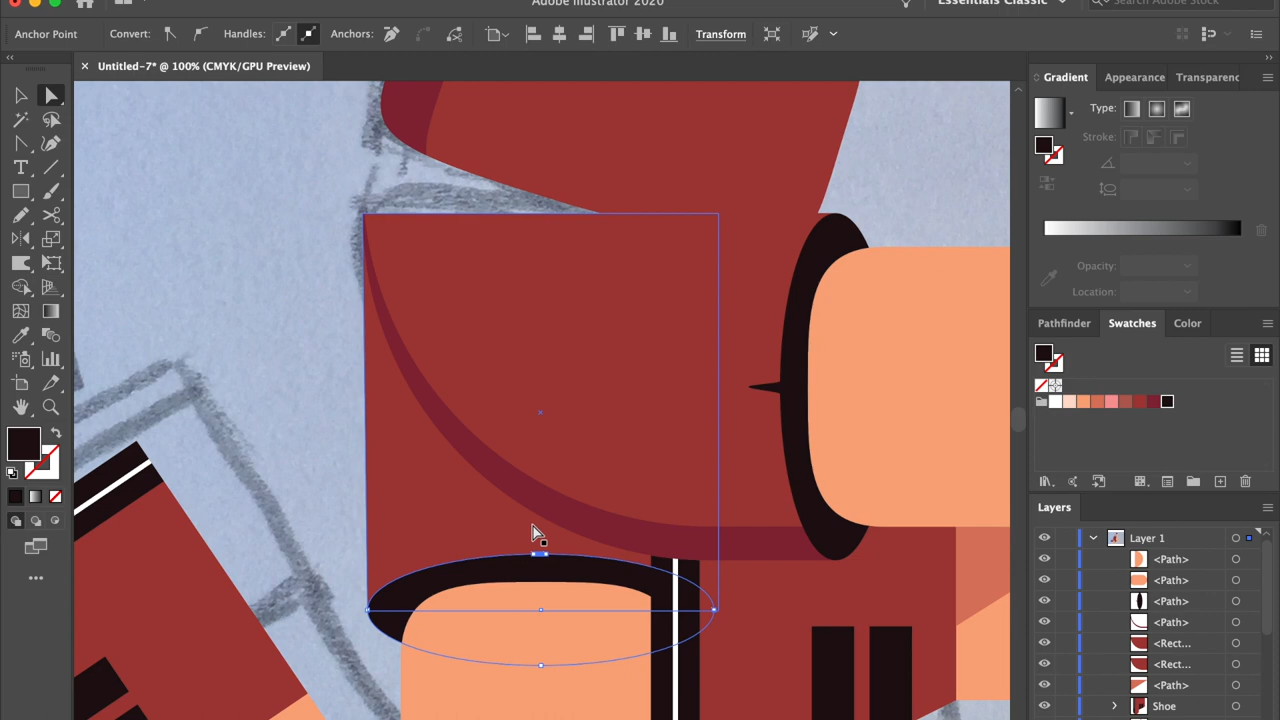 Adobe Illustrator 2020
Essentials Classic
Search Adobe Stock
Anchor Point
Convert:
Handles:
Anchors:
Transform
× Untitled-7* @ 100% (CMYK/GPU Preview)
Gradient
Appearance
Transparenc
Type:
Stroke:
Opacity:
Location:
Pathfinder
Swatches
Color
Layers
Layer 1
<Path>
<Path>
<Path>
<Path>
<Rect...
<Rect...
<Path>
Shoe